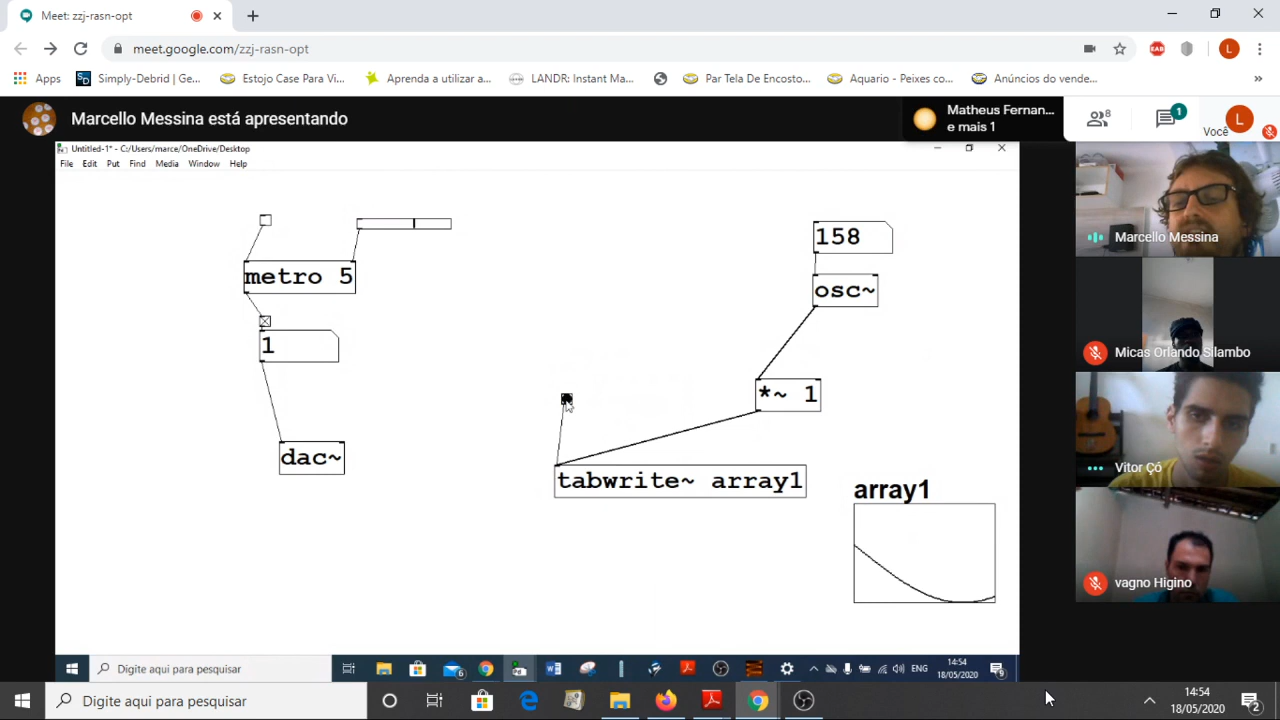 Meet: zzj-rasn-opt
meet.google.com/zzj-rasn-opt
Apps
Simply-Debrid | Ge...
Estojo Case Para Vi...
Aprenda a utilizar a...
LANDR: Instant Ma...
Par Tela De Encosto...
Aquario - Peixes co...
Anúncios do vende...
»
ABP
L
Marcello Messina está apresentando
Matheus Fernan...
e mais 1
8
1
L
Você
Untitled-1* - C:/Users/marce/OneDrive/Desktop
File Edit Put Find Media Window Help
158
metro 5
osc~
1
*~ 1
dac~
tabwrite~ array1
array1
Marcello Messina
Micas Orlando Silambo
Vitor Çó
vagno Higino
Digite aqui para pesquisar
6
ENG
14:54
18/05/2020
9
Digite aqui para pesquisar
14:54
18/05/2020
2